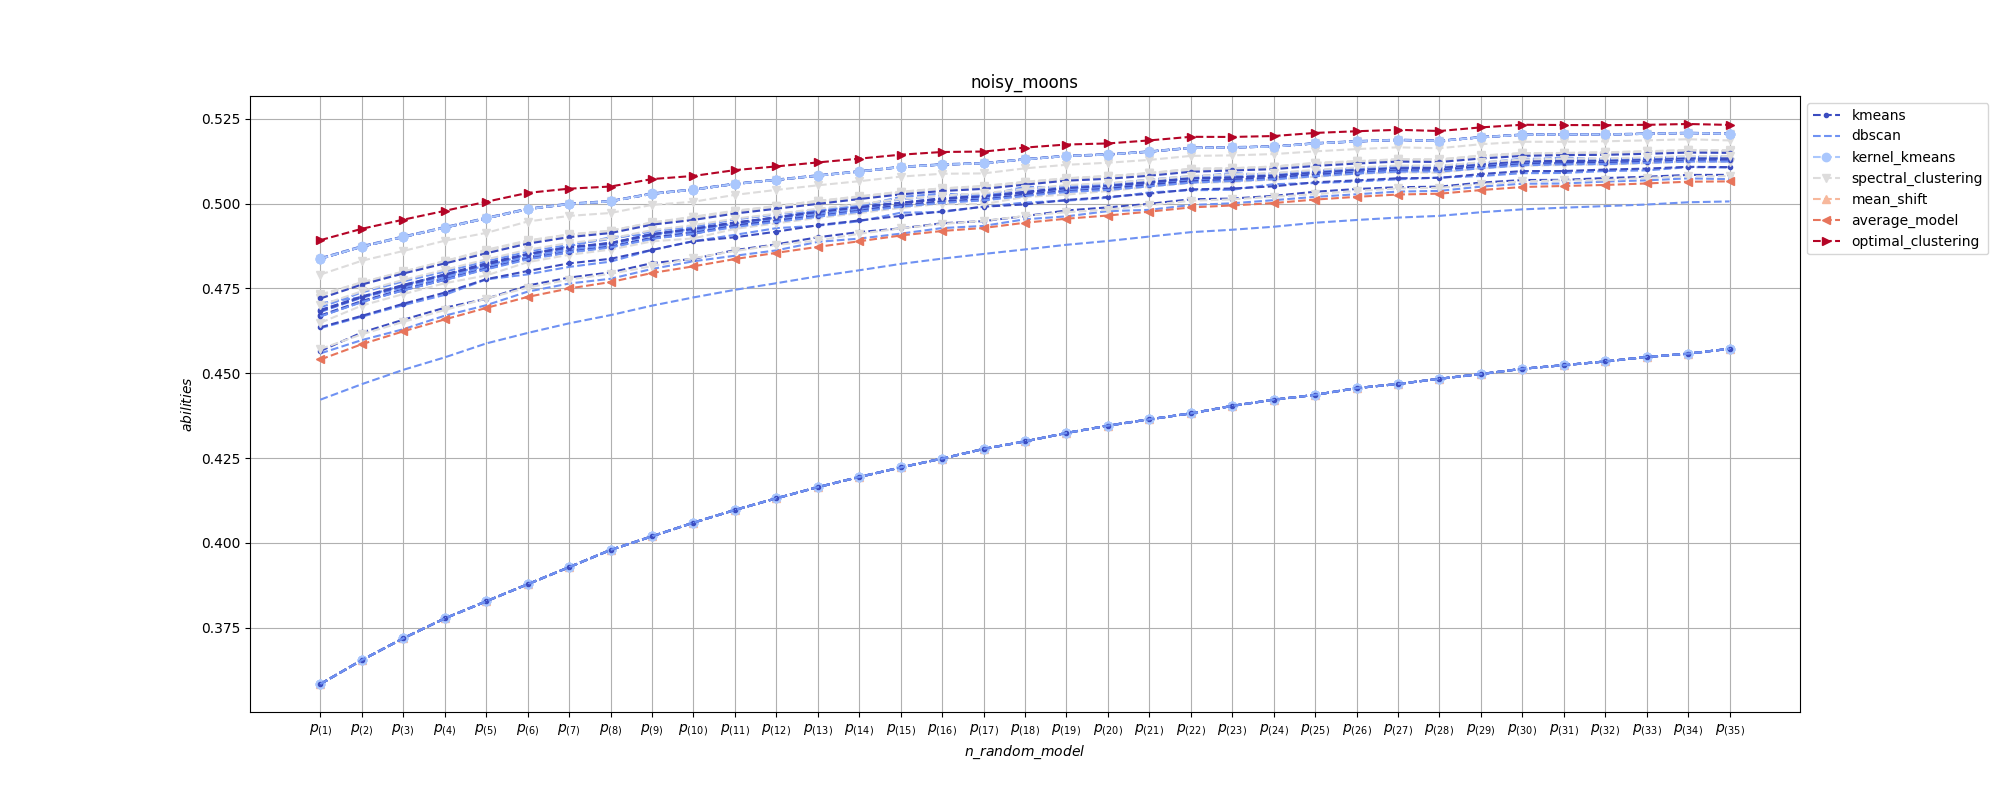 noisy_moons
0.525
0.500
0.475
0.450
0.425
0.400
0.375
abilities
p(1) p(2) p(3) p(4) p(5) p(6) p(7) p(8) p(9) p(10) p(11) p(12) p(13) p(14) p(15) p(16) p(17) p(18) p(19) p(20) p(21) p(22) p(23) p(24) p(25) p(26) p(27) p(28) p(29) p(30) p(31) p(32) p(33) p(34) p(35)
n_random_model
kmeans
dbscan
kernel_kmeans
spectral_clustering
mean_shift
average_model
optimal_clustering